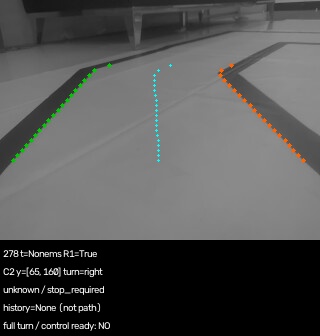 278 t=Nonems R1=True
C2 y=[65, 160] turn=right
unknown / stop_required
history=None (not path)
full turn / control ready: NO